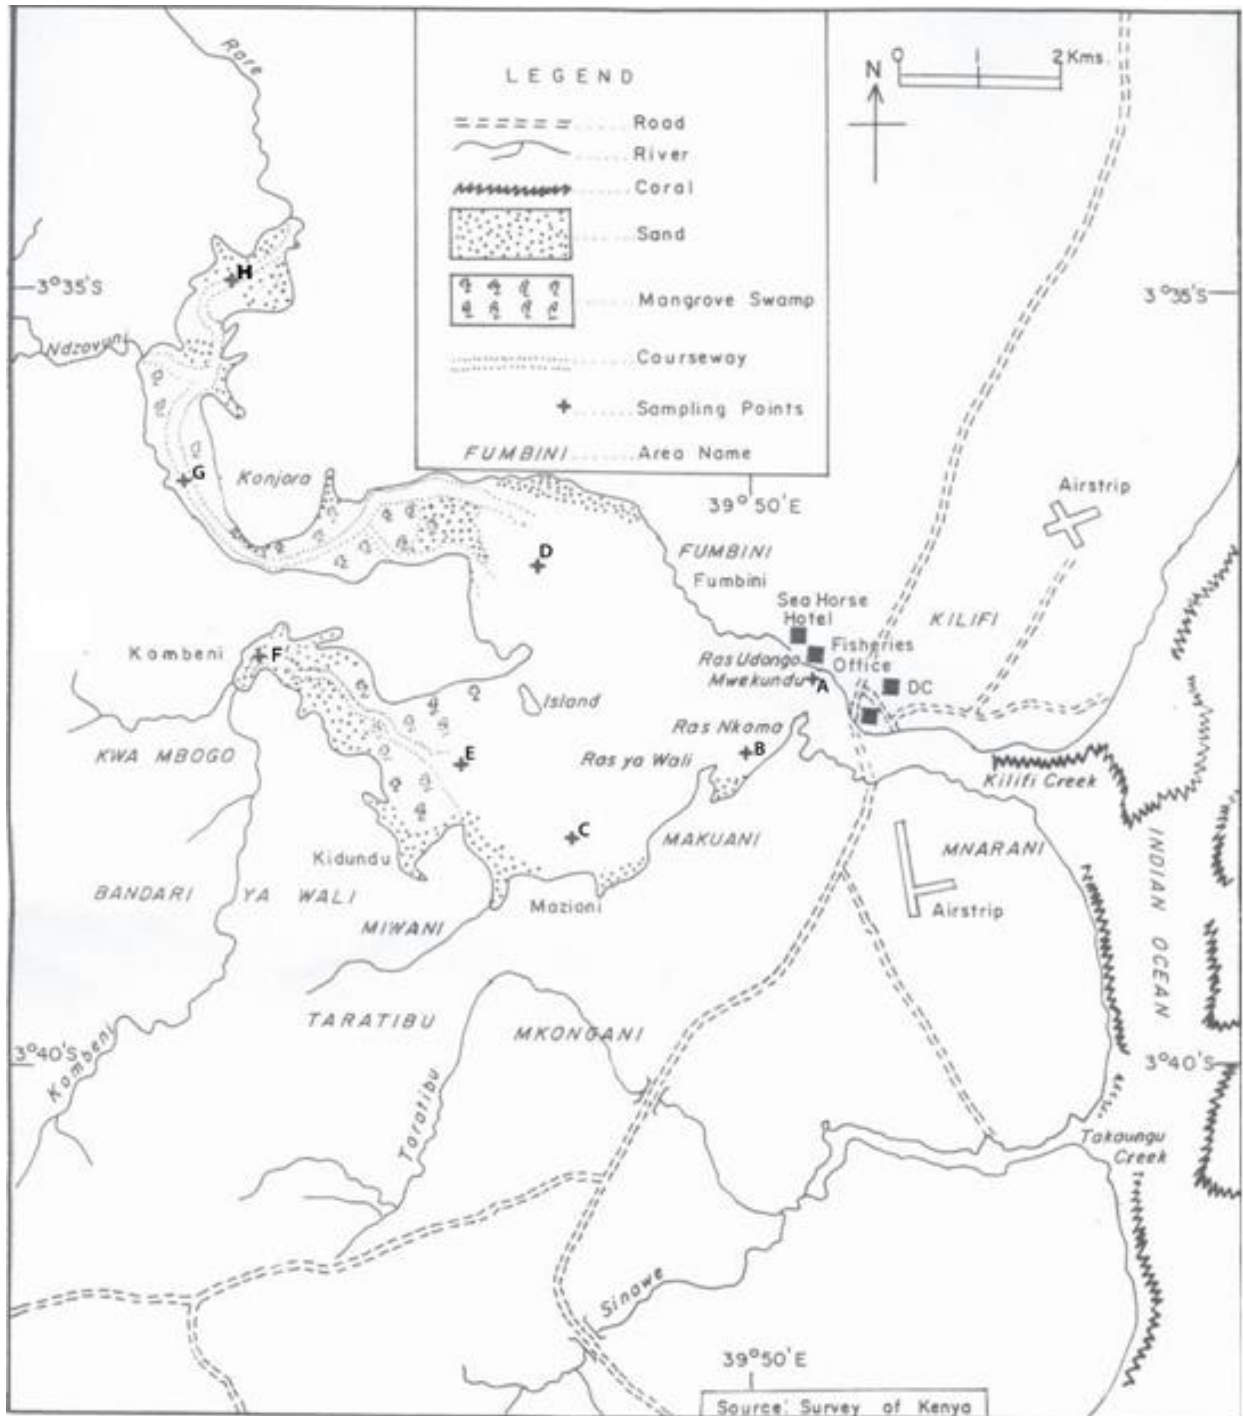 Rare
LEGEND
Road
River
Coral
Sand
Mangrove Swamp
Courseway
Sampling Points
FUMBINI
Area Name
N
0
1
2 Kms.
3°35'S
3°35'S
H
Ndzovuni
G
Konjora
39°50'E
Airstrip
D
FUMBINI
Fumbini
Sea Horse
Hotel
KILIFI
Fisheries
Office
Kambeni
F
Ras Udongo
Mwekundu
A
DC
Island
Ras Nkoma
KWA MBOGO
E
Ras ya Wali
B
Kilifi Creek
C
MAKUANI
MNARANI
Kidundu
BANDARI YA WALI
Mazioni
Airstrip
MIWANI
INDIAN OCEAN
TARATIBU
MKONGANI
3°40'S
3°40'S
Kambeni
Taratibu
Takaungu
Creek
Sinawe
39°50'E
Source: Survey of Kenya